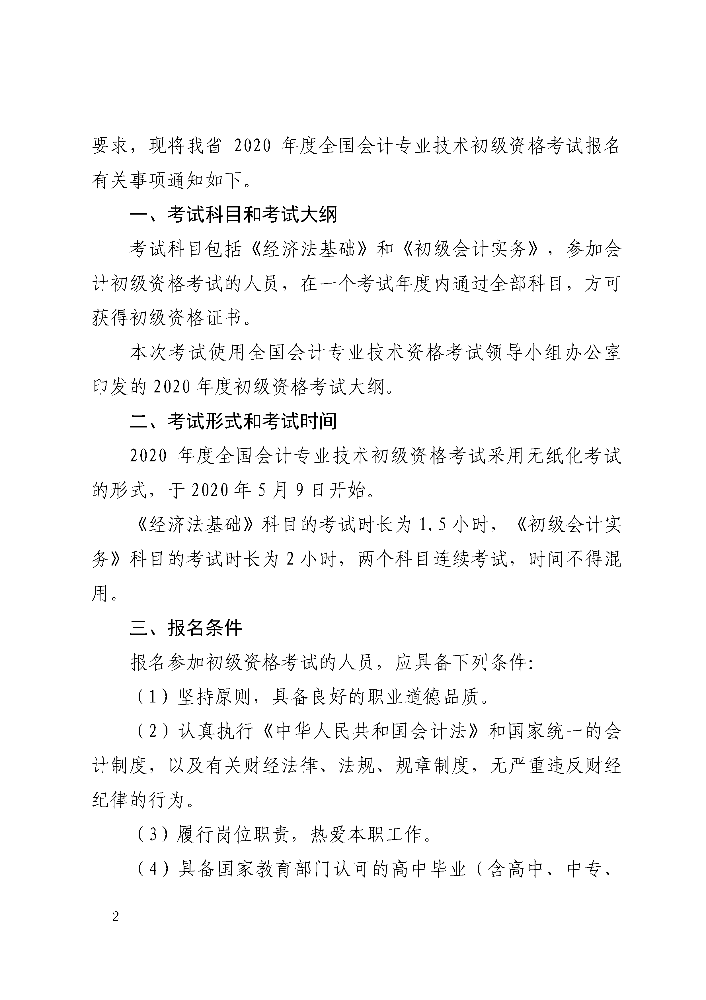 要求，现将我省 2020 年度全国会计专业技术初级资格考试报名
有关事项通知如下。
一、考试科目和考试大纲
考试科目包括《经济法基础》和《初级会计实务》，参加会
计初级资格考试的人员，在一个考试年度内通过全部科目，方可
获得初级资格证书。
本次考试使用全国会计专业技术资格考试领导小组办公室
印发的 2020 年度初级资格考试大纲。
二、考试形式和考试时间
2020 年度全国会计专业技术初级资格考试采用无纸化考试
的形式，于 2020 年 5 月 9 日开始。
《经济法基础》科目的考试时长为 1.5 小时，《初级会计实
务》科目的考试时长为 2 小时，两个科目连续考试，时间不得混
用。
三、报名条件
报名参加初级资格考试的人员，应具备下列条件：
（1）坚持原则，具备良好的职业道德品质。
（2）认真执行《中华人民共和国会计法》和国家统一的会
计制度，以及有关财经法律、法规、规章制度，无严重违反财经
纪律的行为。
（3）履行岗位职责，热爱本职工作。
（4）具备国家教育部门认可的高中毕业（含高中、中专、
— 2 —